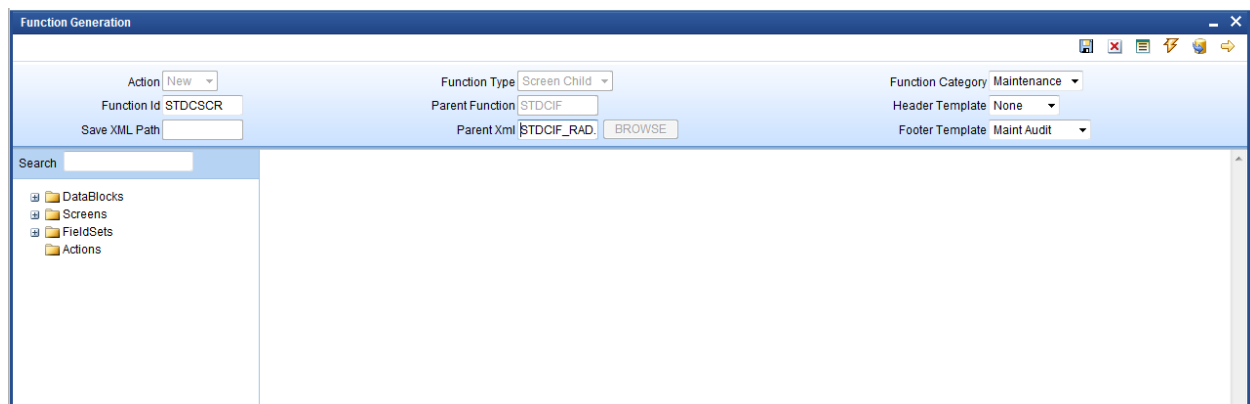 Function Generation
Action New Function Type Screen Child Function Category Maintenance
Function Id STDCSCR Parent Function STDCIF Header Template None
Save XML Path Parent Xml STDCIF_RAD. BROWSE Footer Template Maint Audit
Search
DataBlocks
Screens
FieldSets
Actions